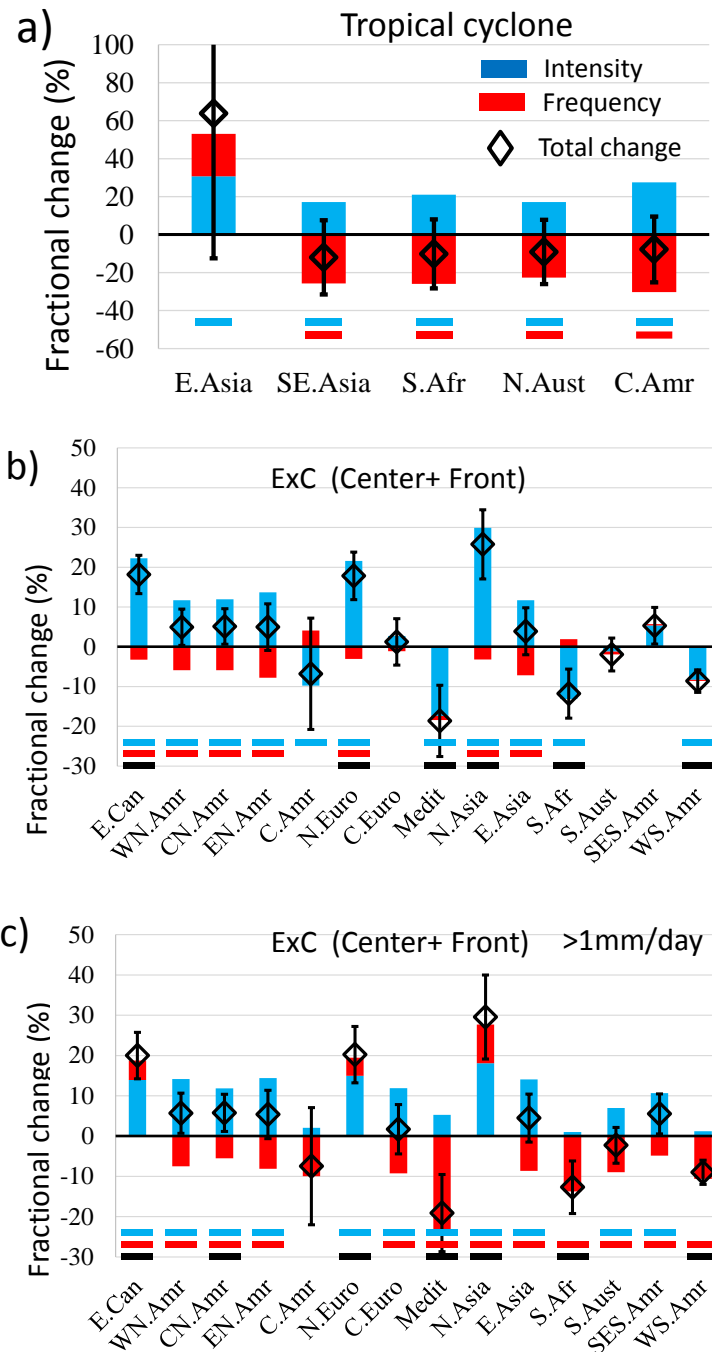 a) Tropical cyclone
Fractional change (%)
100
80
60
40
20
0
-20
-40
-60
Intensity
Frequency
Total change
E.Asia SE.Asia S.Afr N.Aust C.Amr
b)
ExC (Center+ Front)
Fractional change (%)
50
40
30
20
10
0
-10
-20
-30
E.Can WN.Amr CN.Amr EN.Amr C.Amr N.Euro C.Euro Medit N.Asia E.Asia S.Afr S.Aust SES.Amr WS.Amr
c)
ExC (Center+ Front) >1mm/day
Fractional change (%)
50
40
30
20
10
0
-10
-20
-30
E.Can WN.Amr CN.Amr EN.Amr C.Amr N.Euro C.Euro Medit N.Asia E.Asia S.Afr S.Aust SES.Amr WS.Amr